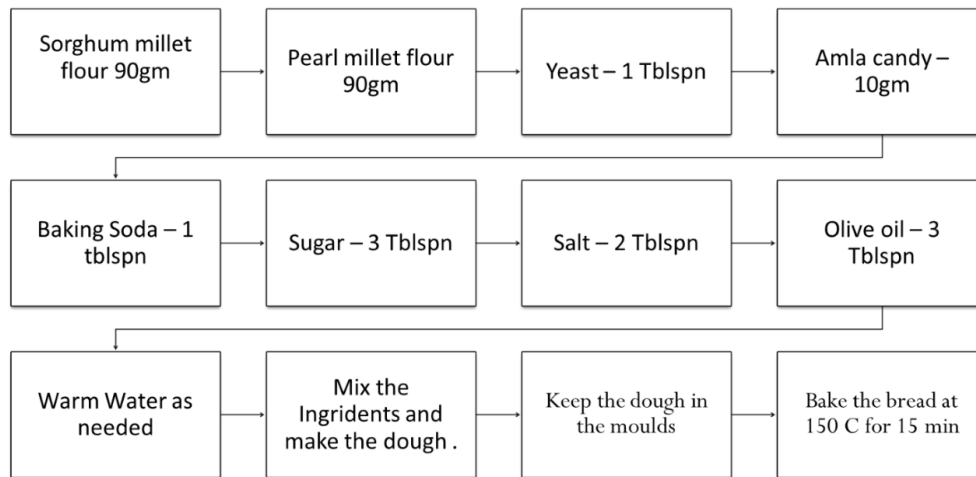 Sorghum millet
flour 90gm
Pearl millet flour
90gm
Yeast – 1 Tblspn
Amla candy –
10gm
Baking Soda – 1
tblspn
Sugar – 3 Tblspn
Salt – 2 Tblspn
Olive oil – 3
Tblspn
Warm Water as
needed
Mix the
Ingridents and
make the dough .
Keep the dough in
the moulds
Bake the bread at
150 C for 15 min